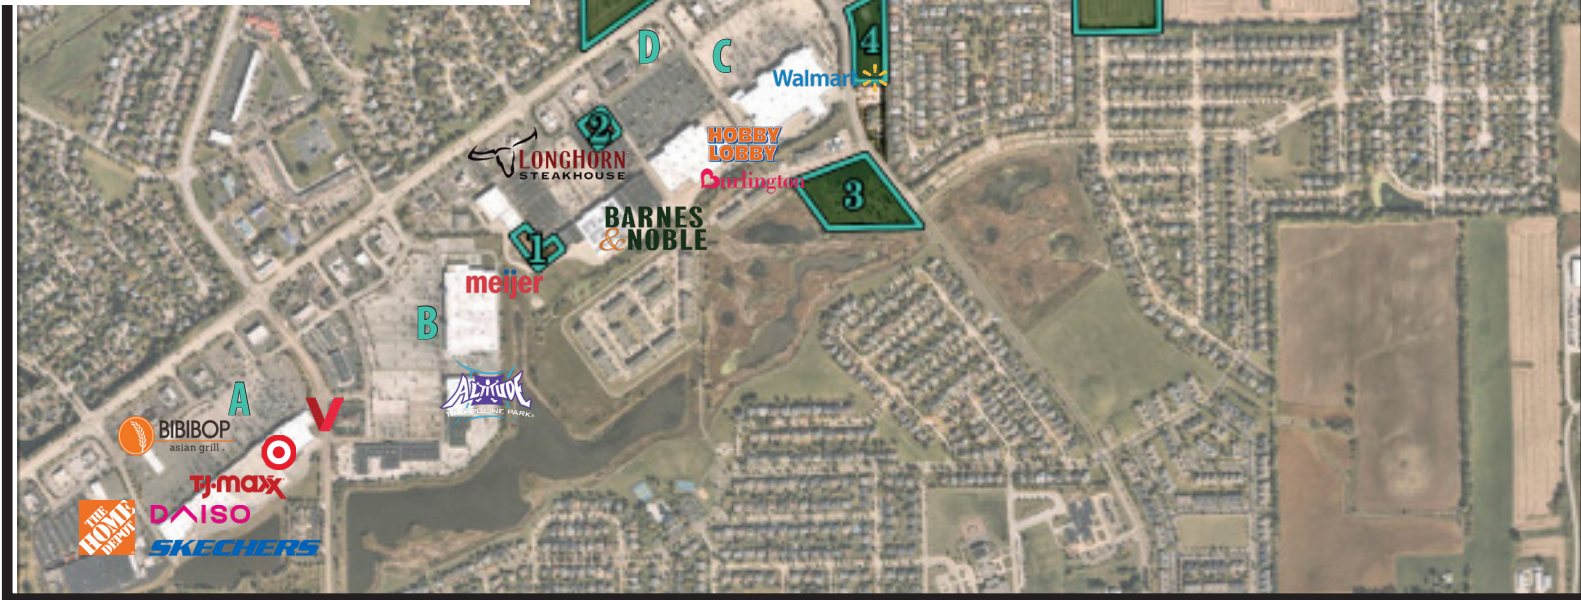 D
C
4
Walmart
2
HOBBY
LOBBY
LONGHORN
STEAKHOUSE
Burlington
3
BARNES
& NOBLE
1
meijer
B
ALTITUDE
TRAMPOLINE PARK
A
V
BIBIBOP
asian grill
TJ·maxx
THE
HOME
DEPOT
DAISO
SKECHERS